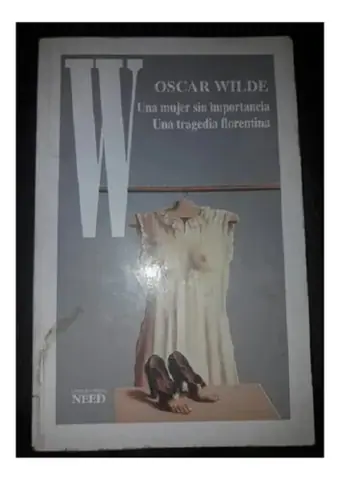 W
OSCAR WILDE
Una mujer sin importancia
Una tragedia florentina
NEED